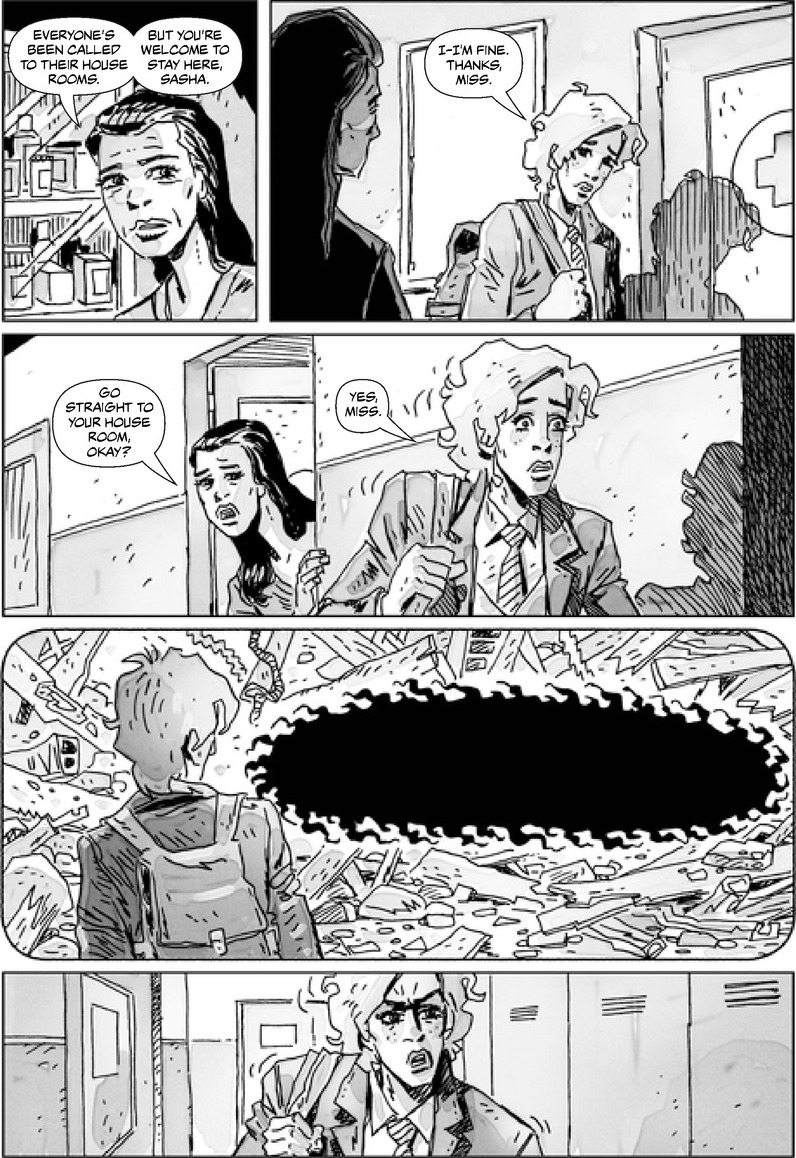 EVERYONE'S
BEEN CALLED
TO THEIR HOUSE
ROOMS.
BUT YOU'RE
WELCOME TO
STAY HERE,
SASHA.
I-I'M FINE.
THANKS,
MISS.
GO
STRAIGHT TO
YOUR HOUSE
ROOM,
OKAY?
YES,
MISS.